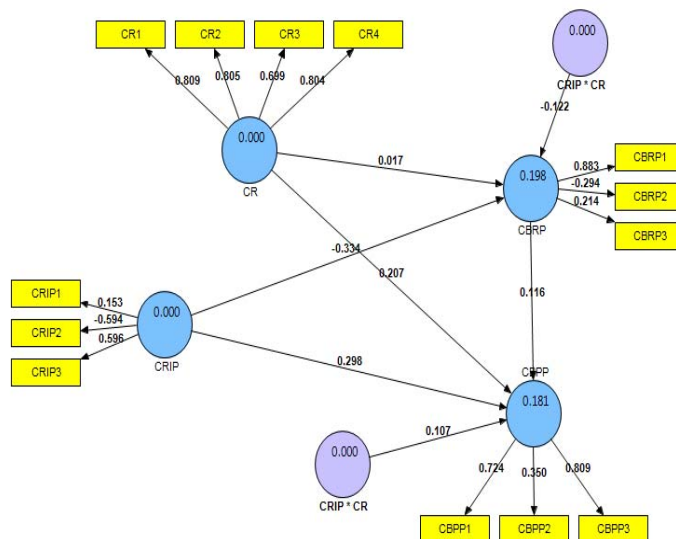 CR1 CR2 CR3 CR4
0.000
0.809 0.805 0.699 0.804
CRIP * CR
0.000
CR
-0.122
0.017
0.883 CBRP1
0.198
-0.294 CBRP2
CBRP
0.214 CBRP3
-0.334
0.207
0.116
CRIP1
0.153
CRIP2
-0.594
CRIP3
0.596
0.000
CRIP
0.298
CBPP
0.181
0.000
CRIP * CR
0.107
0.724 0.350 0.809
CBPP1 CBPP2 CBPP3